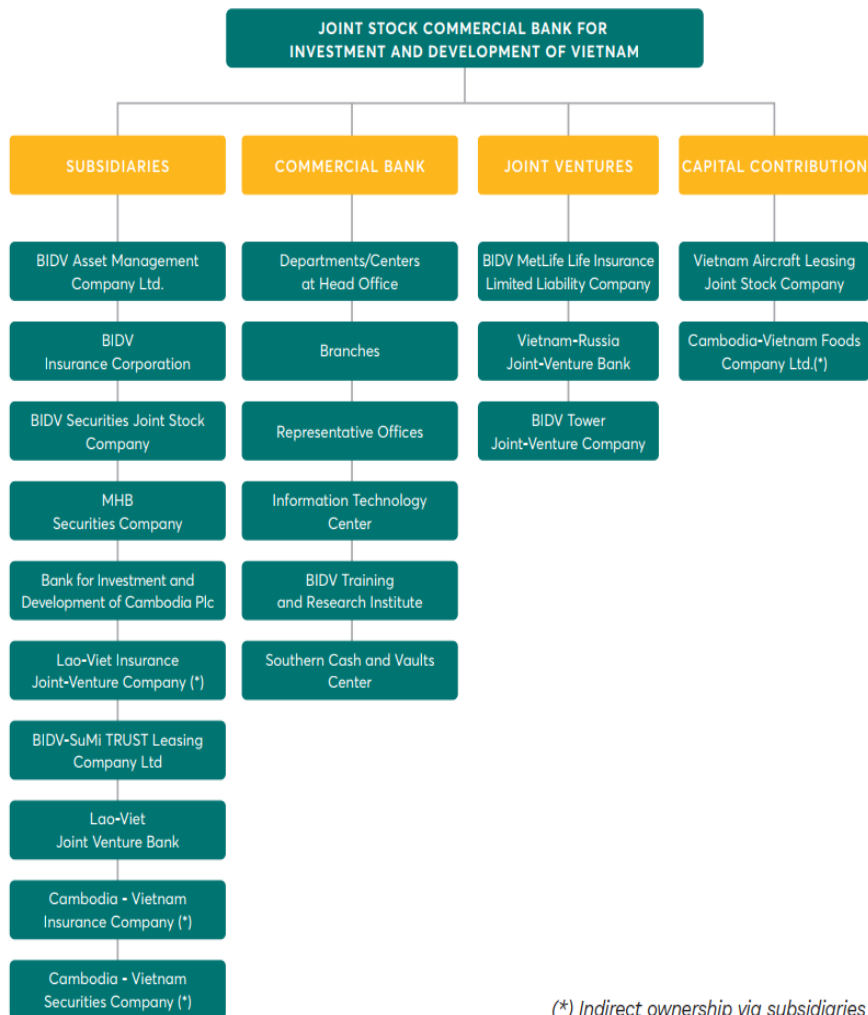 JOINT STOCK COMMERCIAL BANK FOR
INVESTMENT AND DEVELOPMENT OF VIETNAM
SUBSIDIARIES
BIDV Asset Management
Company Ltd.
BIDV
Insurance Corporation
BIDV Securities Joint Stock
Company
MHB
Securities Company
Bank for Investment and
Development of Cambodia Plc
Lao-Viet Insurance
Joint-Venture Company (*)
BIDV-SuMi TRUST Leasing
Company Ltd
Lao-Viet
Joint Venture Bank
Cambodia - Vietnam
Insurance Company (*)
Cambodia - Vietnam
Securities Company (*)
COMMERCIAL BANK
Departments/Centers
at Head Office
Branches
Representative Offices
Information Technology
Center
BIDV Training
and Research Institute
Southern Cash and Vaults
Center
JOINT VENTURES
BIDV MetLife Life Insurance
Limited Liability Company
Vietnam-Russia
Joint-Venture Bank
BIDV Tower
Joint-Venture Company
CAPITAL CONTRIBUTION
Vietnam Aircraft Leasing
Joint Stock Company
Cambodia-Vietnam Foods
Company Ltd.(*)
(*) Indirect ownership via subsidiaries